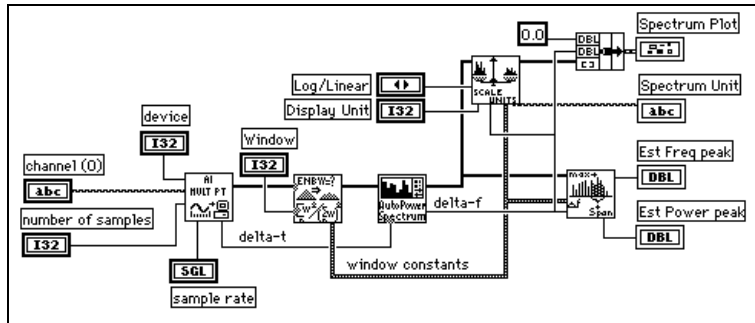 Spectrum Plot
0.0
DBL
DBL
Log/Linear
SCALE UNITS
Display Unit
I32
Spectrum Unit
abc
device
I32
Window
I32
channel (0)
abc
AI
MULT PT
ENBW=?
AutoPower
Spectrum
delta-f
max
Δf
Span
Est Freq peak
DBL
Est Power peak
DBL
number of samples
I32
delta-t
window constants
SGL
sample rate